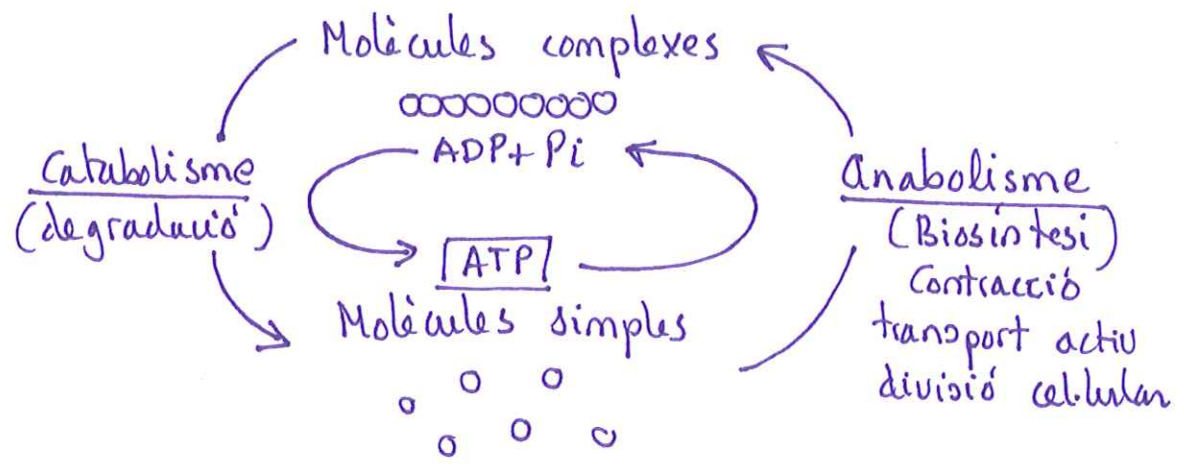 Molècules complexes
ADP + Pi
Catabolisme
(degradació)
Anabolisme
(Biosíntesi)
Contracció
transport actiu
divisió cel·lular
ATP
Molècules simples